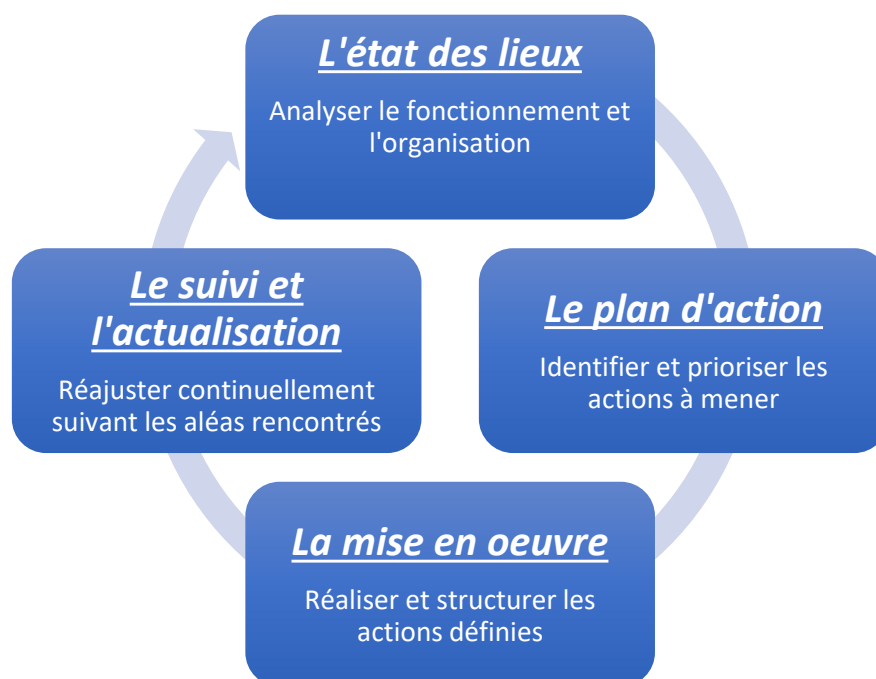 L'état des lieux
Analyser le fonctionnement et
l'organisation
Le plan d'action
Identifier et prioriser les
actions à mener
La mise en oeuvre
Réaliser et structurer les
actions définies
Le suivi et
l'actualisation
Réajuster continuellement
suivant les aléas rencontrés